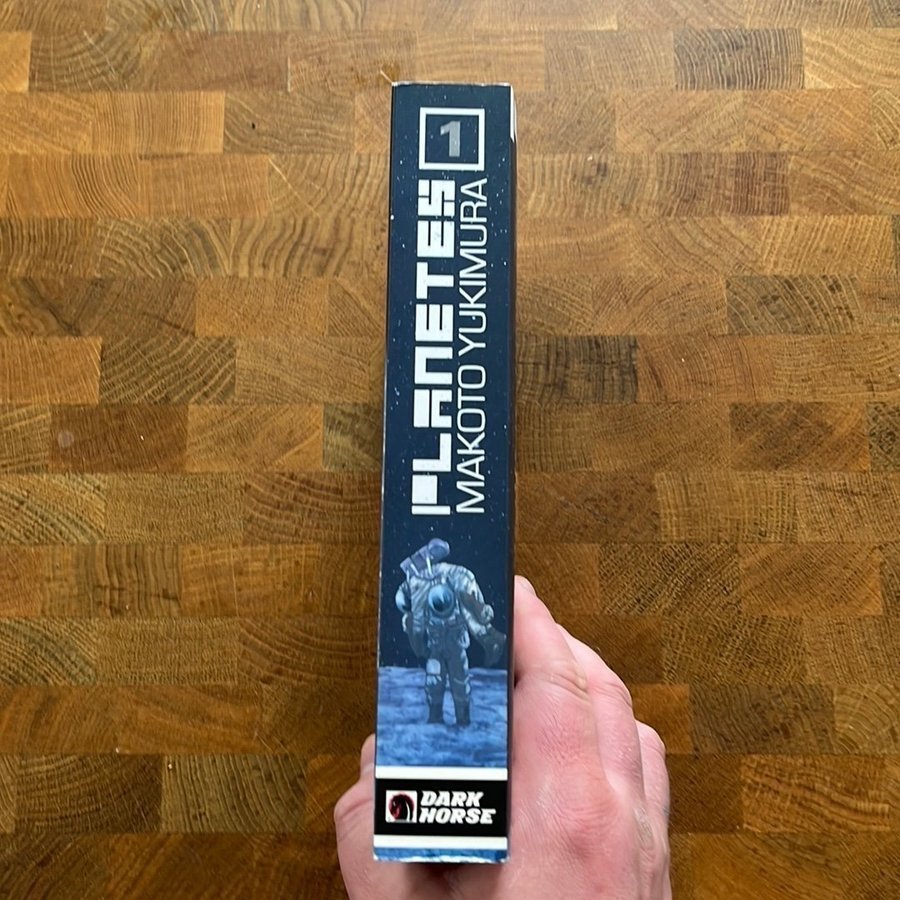 1
PLANETES
MAKOTO YUKIMURA
DARK
HORSE